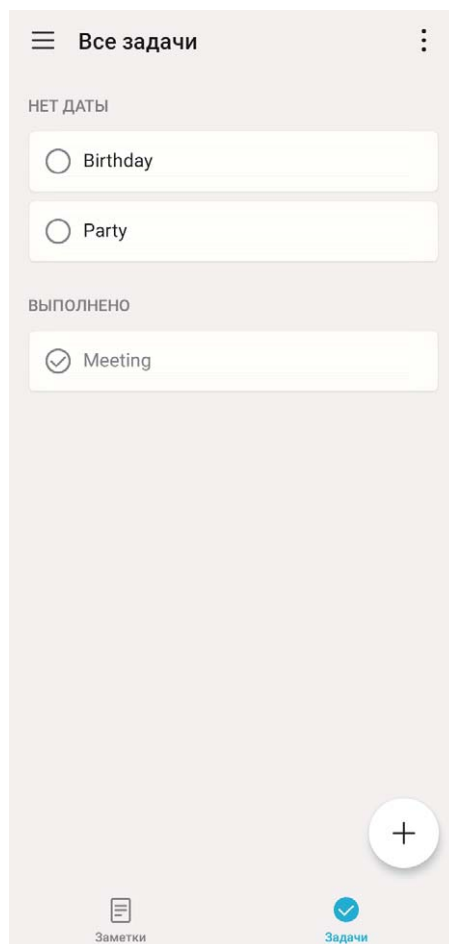 Все задачи
НЕТ ДАТЫ
Birthday
Party
ВЫПОЛНЕНО
Meeting
Заметки
Задачи